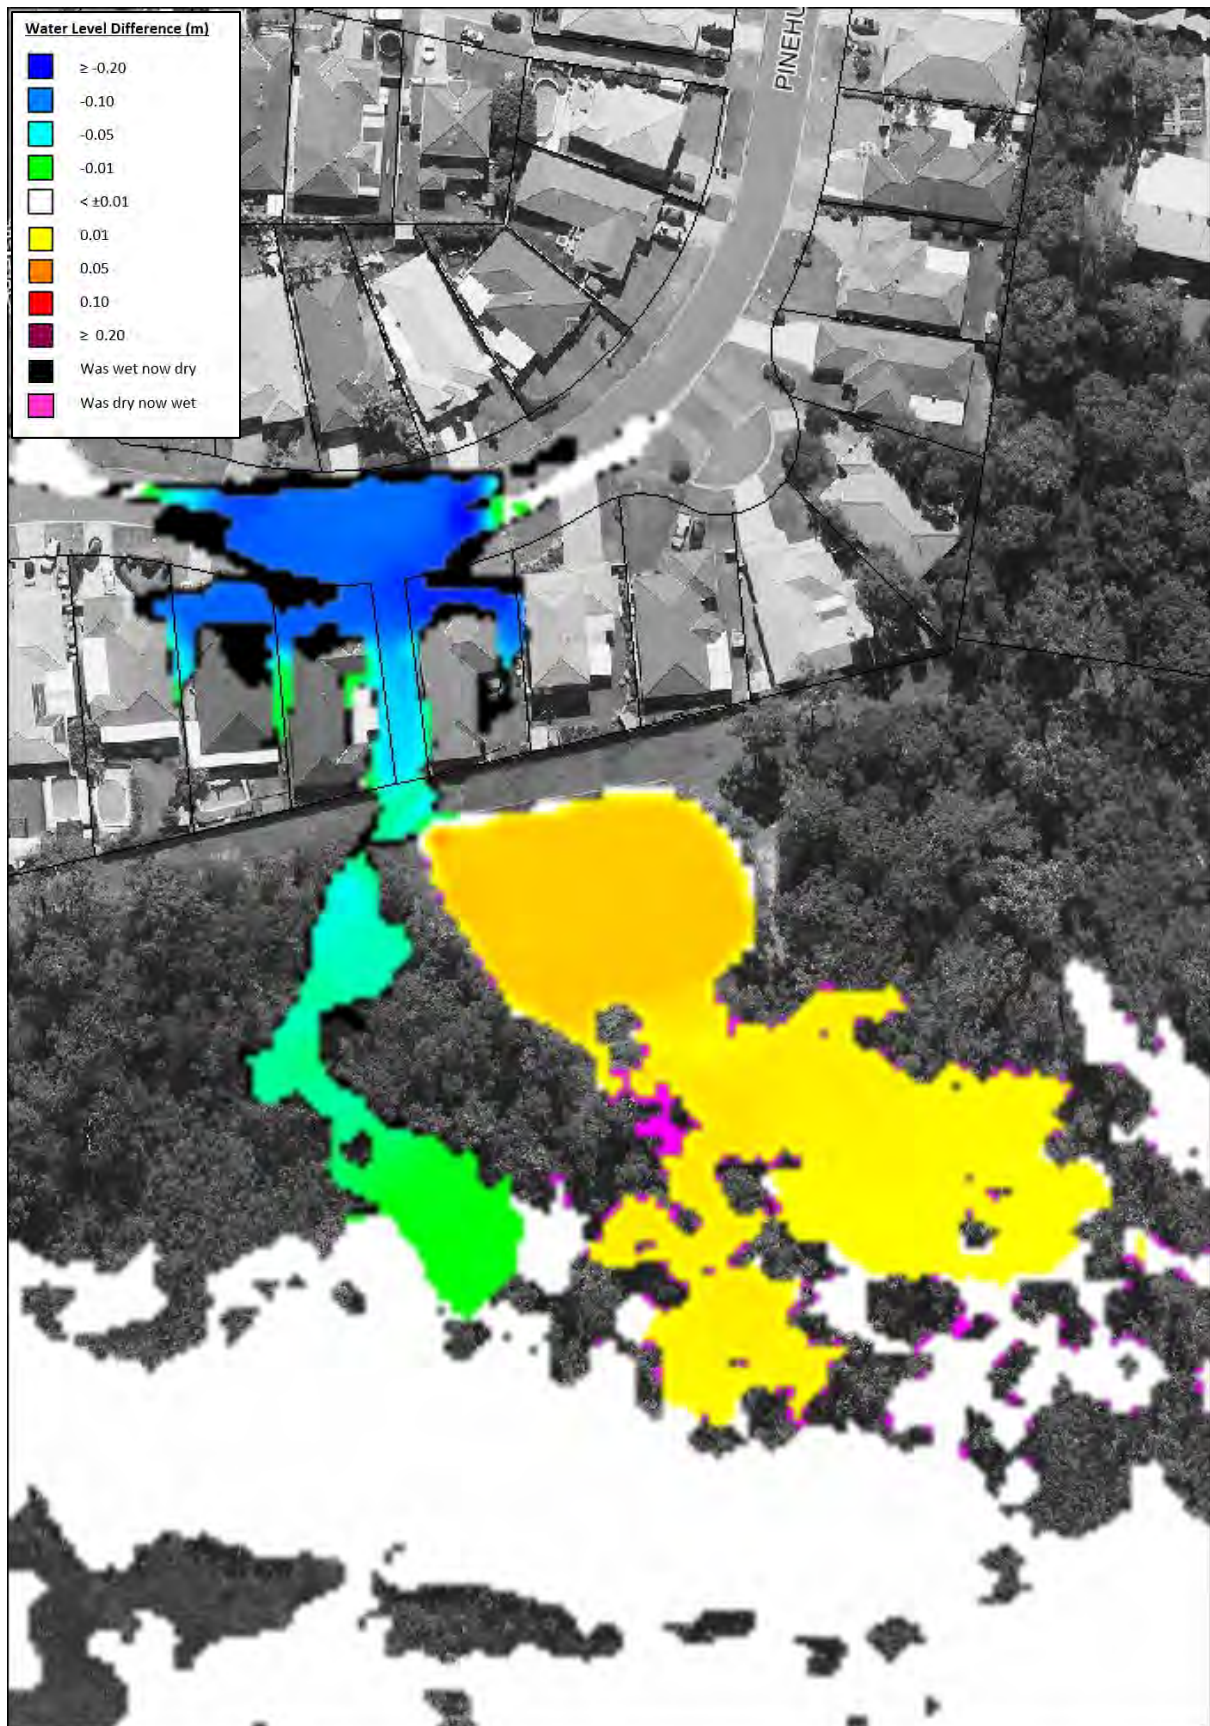 Water Level Difference (m)
≥ -0.20
-0.10
-0.05
-0.01
< ±0.01
0.01
0.05
0.10
≥ 0.20
Was wet now dry
Was dry now wet
PINEHU